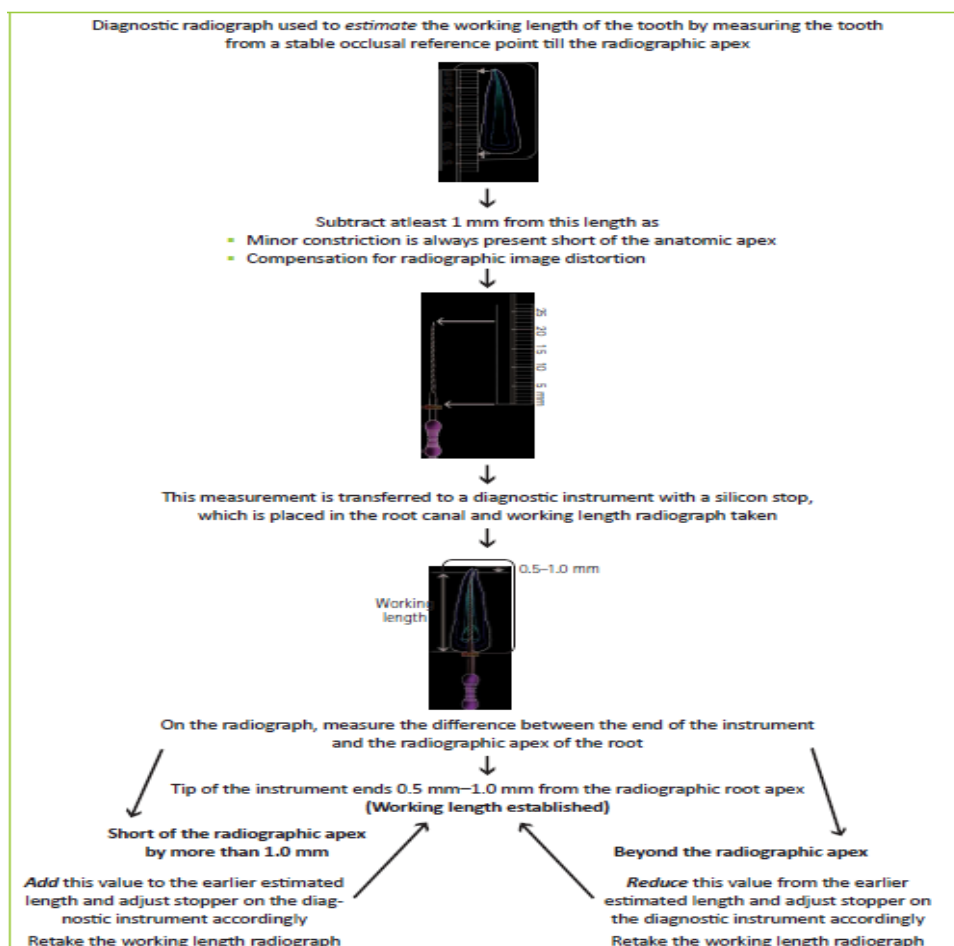 Diagnostic radiograph used to estimate the working length of the tooth by measuring the tooth
from a stable occlusal reference point till the radiographic apex
Subtract atleast 1 mm from this length as
▪ Minor constriction is always present short of the anatomic apex
▪ Compensation for radiographic image distortion
25
20
15
10
5 mm
This measurement is transferred to a diagnostic instrument with a silicon stop,
which is placed in the root canal and working length radiograph taken
0.5–1.0 mm
Working
length
On the radiograph, measure the difference between the end of the instrument
and the radiographic apex of the root
Tip of the instrument ends 0.5 mm–1.0 mm from the radiographic root apex
(Working length established)
Short of the radiographic apex
by more than 1.0 mm
Add this value to the earlier estimated
length and adjust stopper on the diag-
nostic instrument accordingly
Retake the working length radiograph
Beyond the radiographic apex
Reduce this value from the earlier
estimated length and adjust stopper on
the diagnostic instrument accordingly
Retake the working length radiograph